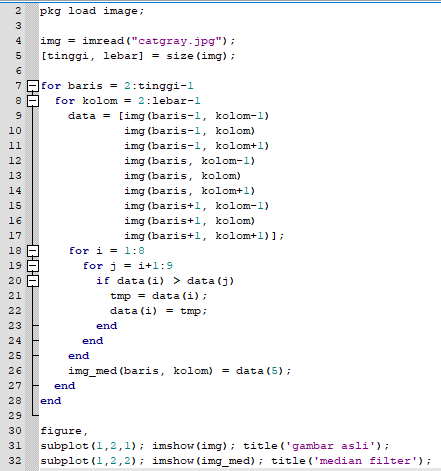 2 pkg load image;
3
4 img = imread("catgray.jpg");
5 [tinggi, lebar] = size(img);
6
7 for baris = 2:tinggi-1
8   for kolom = 2:lebar-1
9     data = [img(baris-1, kolom-1)
10             img(baris-1, kolom)
11             img(baris-1, kolom+1)
12             img(baris, kolom-1)
13             img(baris, kolom)
14             img(baris, kolom+1)
15             img(baris+1, kolom-1)
16             img(baris+1, kolom)
17             img(baris+1, kolom+1)];
18     for i = 1:8
19       for j = i+1:9
20         if data(i) > data(j)
21           tmp = data(i);
22           data(i) = tmp;
23         end
24       end
25     end
26     img_med(baris, kolom) = data(5);
27   end
28 end
29
30 figure,
31 subplot(1,2,1); imshow(img); title('gambar asli');
32 subplot(1,2,2); imshow(img_med); title('median filter');